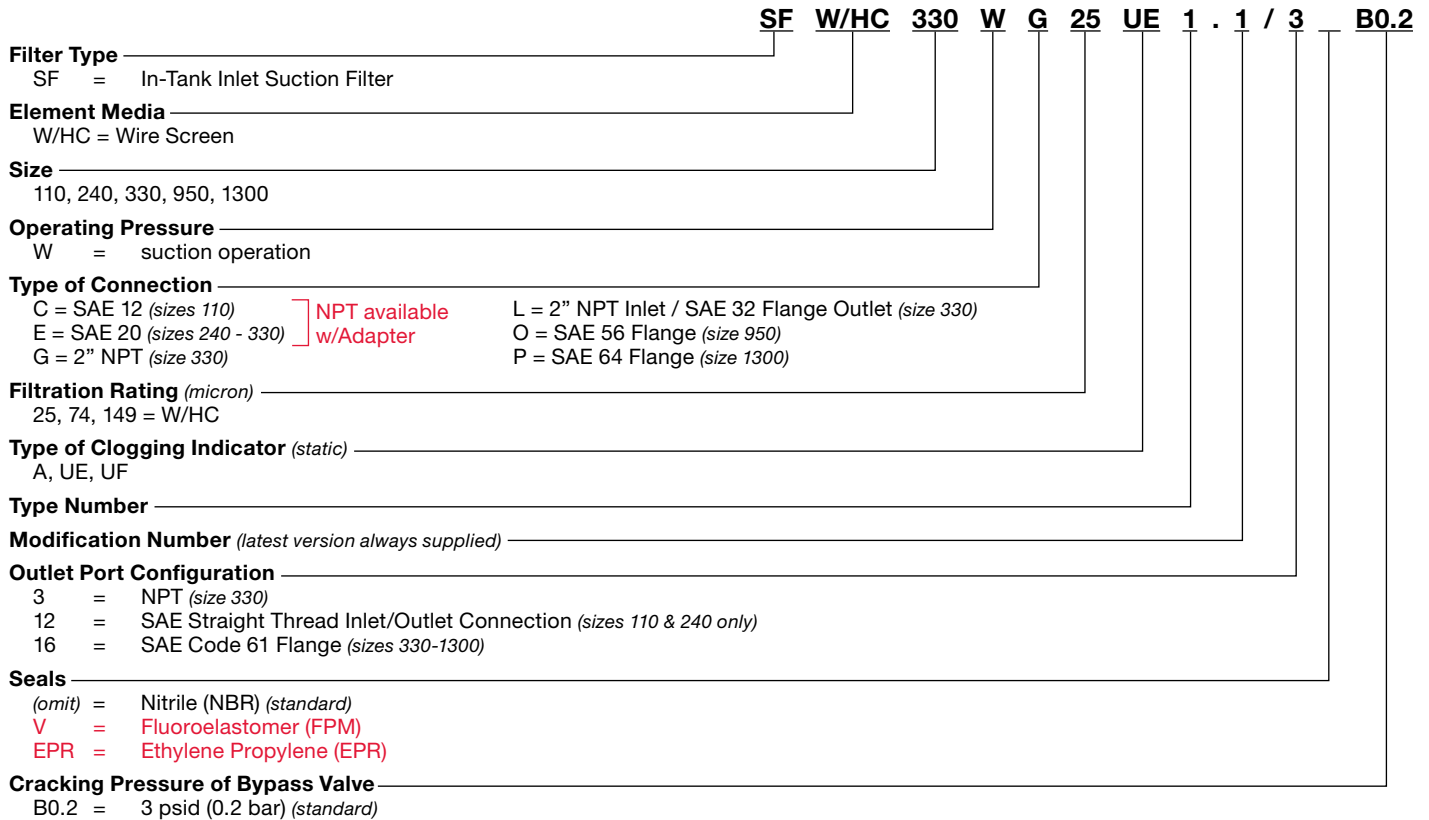 SF W/HC 330 W G 25 UE 1 . 1 / 3 _ B0.2
Filter Type
SF = In-Tank Inlet Suction Filter
Element Media
W/HC = Wire Screen
Size
110, 240, 330, 950, 1300
Operating Pressure
W = suction operation
Type of Connection
C = SAE 12 (sizes 110)
E = SAE 20 (sizes 240 - 330)
G = 2” NPT (size 330)
NPT available
w/Adapter
L = 2” NPT Inlet / SAE 32 Flange Outlet (size 330)
O = SAE 56 Flange (size 950)
P = SAE 64 Flange (size 1300)
Filtration Rating (micron)
25, 74, 149 = W/HC
Type of Clogging Indicator (static)
A, UE, UF
Type Number
Modification Number (latest version always supplied)
Outlet Port Configuration
3 = NPT (size 330)
12 = SAE Straight Thread Inlet/Outlet Connection (sizes 110 & 240 only)
16 = SAE Code 61 Flange (sizes 330-1300)
Seals
(omit) = Nitrile (NBR) (standard)
V = Fluoroelastomer (FPM)
EPR = Ethylene Propylene (EPR)
Cracking Pressure of Bypass Valve
B0.2 = 3 psid (0.2 bar) (standard)